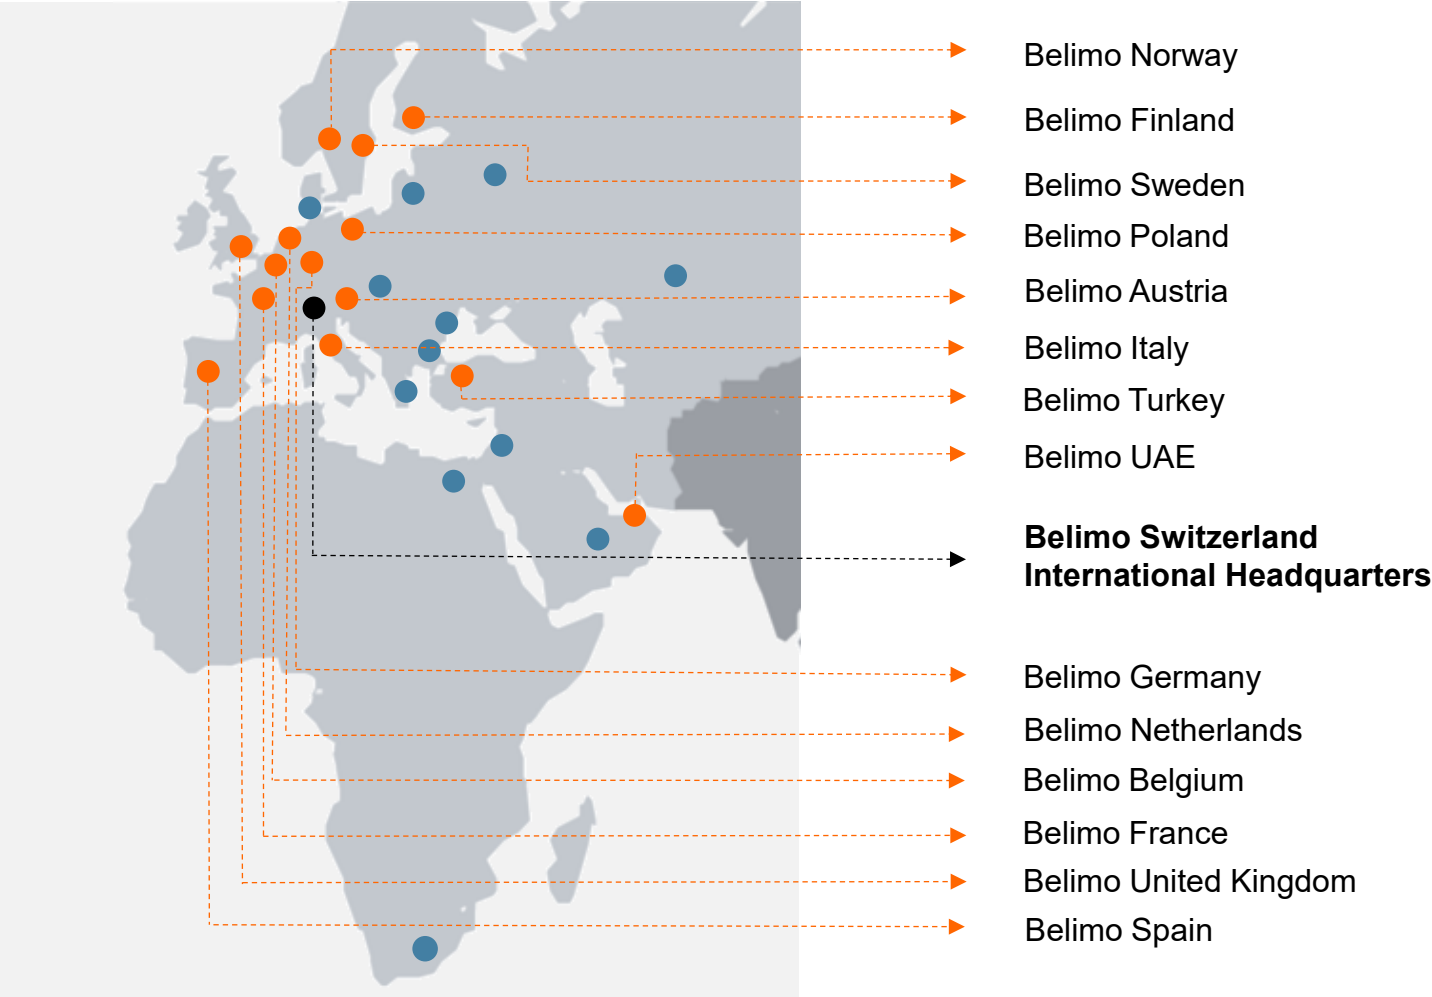 Belimo Norway
Belimo Finland
Belimo Sweden
Belimo Poland
Belimo Austria
Belimo Italy
Belimo Turkey
Belimo UAE
Belimo Switzerland
International Headquarters
Belimo Germany
Belimo Netherlands
Belimo Belgium
Belimo France
Belimo United Kingdom
Belimo Spain